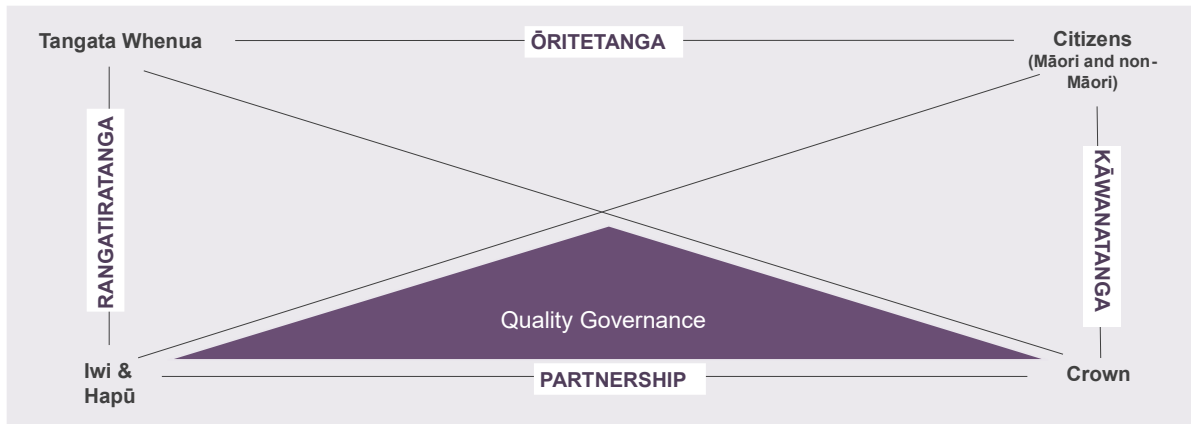 Tangata Whenua
ŌRITETANGA
Citizens
(Māori and non-
Māori)
RANGATIRATANGA
KĀWANATANGA
Quality Governance
Iwi &
Hapū
PARTNERSHIP
Crown